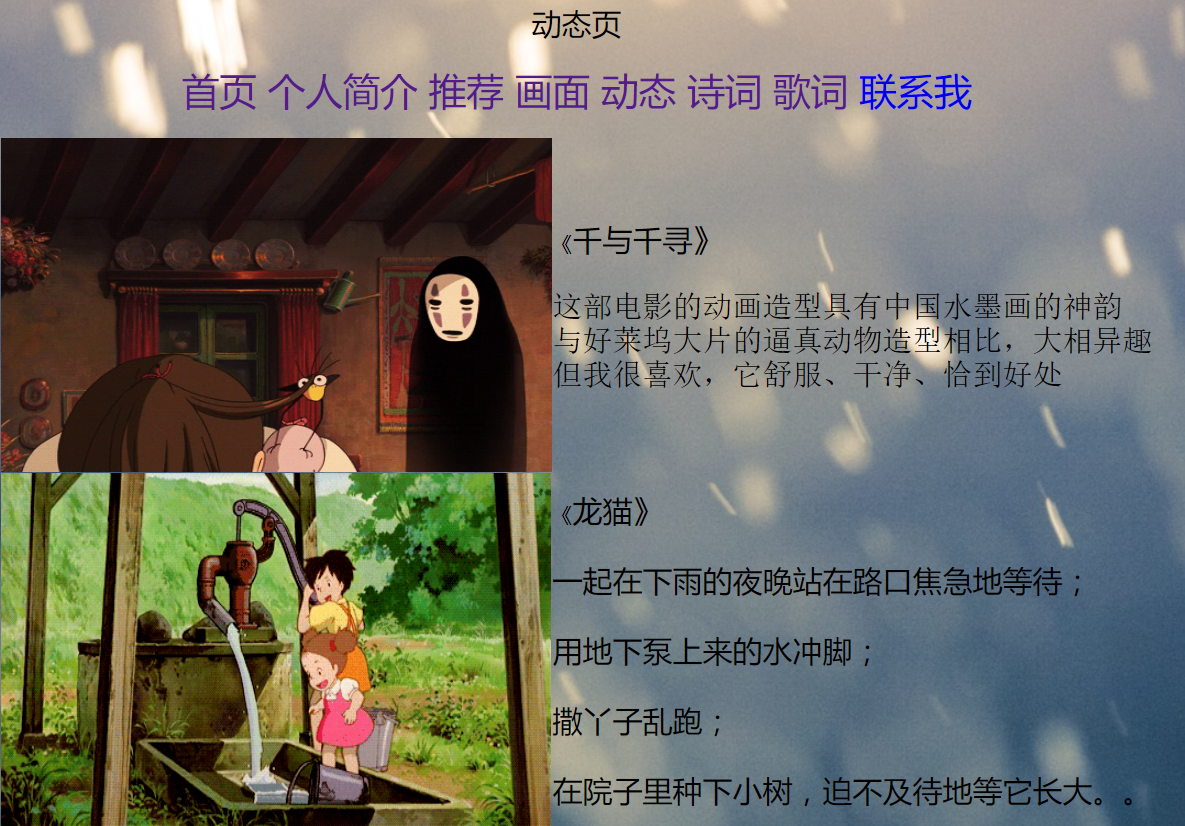 动态页
首页 个人简介 推荐 画面 动态 诗词 歌词 联系我
《千与千寻》
这部电影的动画造型具有中国水墨画的神韵
与好莱坞大片的逼真动物造型相比，大相异趣
但我很喜欢，它舒服、干净、恰到好处
《龙猫》
一起在下雨的夜晚站在路口焦急地等待；
用地下泵上来的水冲脚；
撒丫子乱跑；
在院子里种下小树，迫不及待地等它长大。。